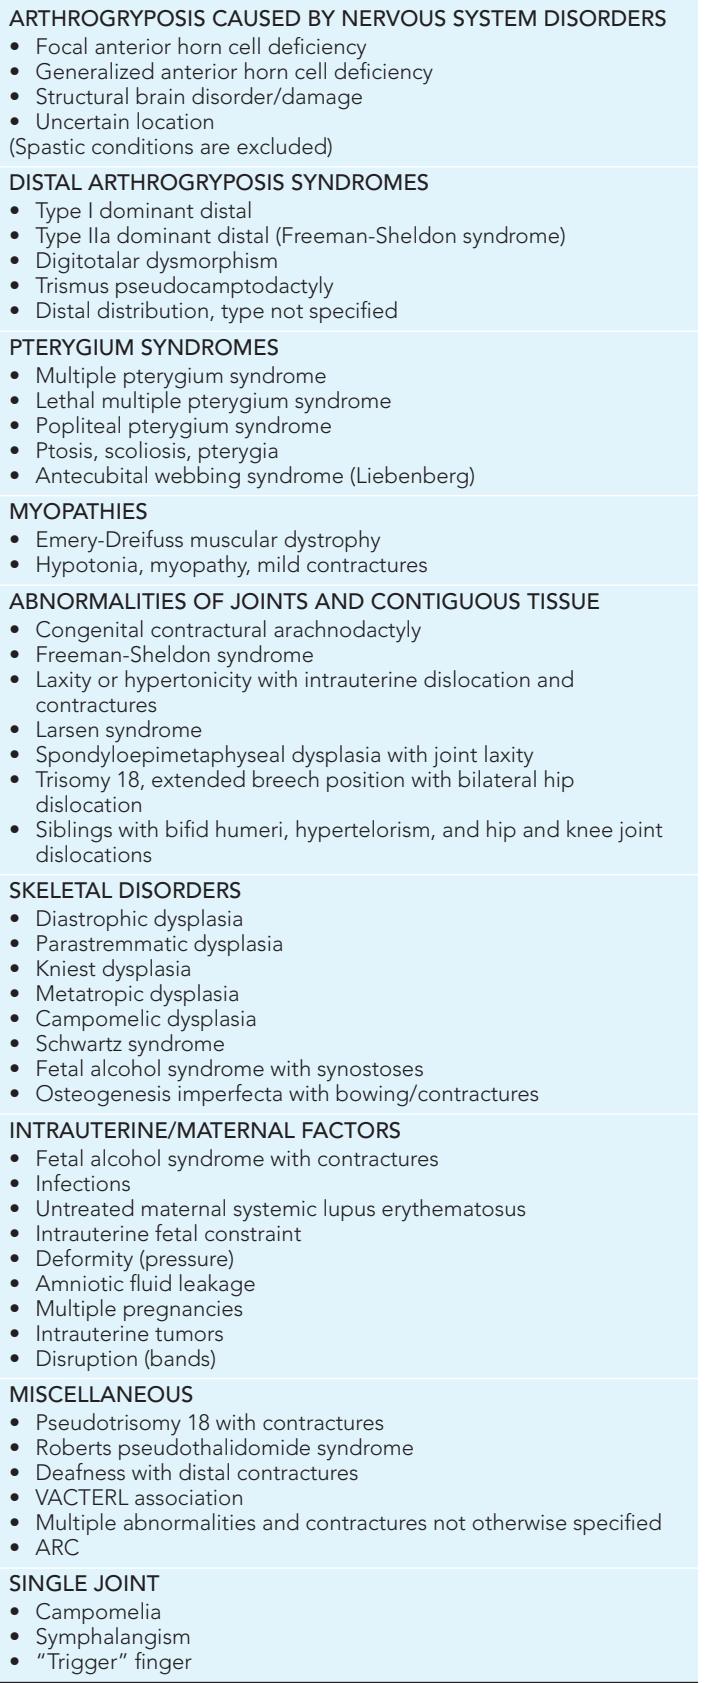 ARTHROGRYPOSIS CAUSED BY NERVOUS SYSTEM DISORDERS
• Focal anterior horn cell deficiency
• Generalized anterior horn cell deficiency
• Structural brain disorder/damage
• Uncertain location
(Spastic conditions are excluded)
DISTAL ARTHROGRYPOSIS SYNDROMES
• Type I dominant distal
• Type IIa dominant distal (Freeman-Sheldon syndrome)
• Digitotalar dysmorphism
• Trismus pseudocamptodactyly
• Distal distribution, type not specified
PTERYGIUM SYNDROMES
• Multiple pterygium syndrome
• Lethal multiple pterygium syndrome
• Popliteal pterygium syndrome
• Ptosis, scoliosis, pterygia
• Antecubital webbing syndrome (Liebenberg)
MYOPATHIES
• Emery-Dreifuss muscular dystrophy
• Hypotonia, myopathy, mild contractures
ABNORMALITIES OF JOINTS AND CONTIGUOUS TISSUE
• Congenital contractural arachnodactyly
• Freeman-Sheldon syndrome
• Laxity or hypertonicity with intrauterine dislocation and
contractures
• Larsen syndrome
• Spondyloepimetaphyseal dysplasia with joint laxity
• Trisomy 18, extended breech position with bilateral hip
dislocation
• Siblings with bifid humeri, hypertelorism, and hip and knee joint
dislocations
SKELETAL DISORDERS
• Diastrophic dysplasia
• Parastremmatic dysplasia
• Kniest dysplasia
• Metatropic dysplasia
• Campomelic dysplasia
• Schwartz syndrome
• Fetal alcohol syndrome with synostoses
• Osteogenesis imperfecta with bowing/contractures
INTRAUTERINE/MATERNAL FACTORS
• Fetal alcohol syndrome with contractures
• Infections
• Untreated maternal systemic lupus erythematosus
• Intrauterine fetal constraint
• Deformity (pressure)
• Amniotic fluid leakage
• Multiple pregnancies
• Intrauterine tumors
• Disruption (bands)
MISCELLANEOUS
• Pseudotrisomy 18 with contractures
• Roberts pseudothalidomide syndrome
• Deafness with distal contractures
• VACTERL association
• Multiple abnormalities and contractures not otherwise specified
• ARC
SINGLE JOINT
• Campomelia
• Symphalangism
• “Trigger” finger